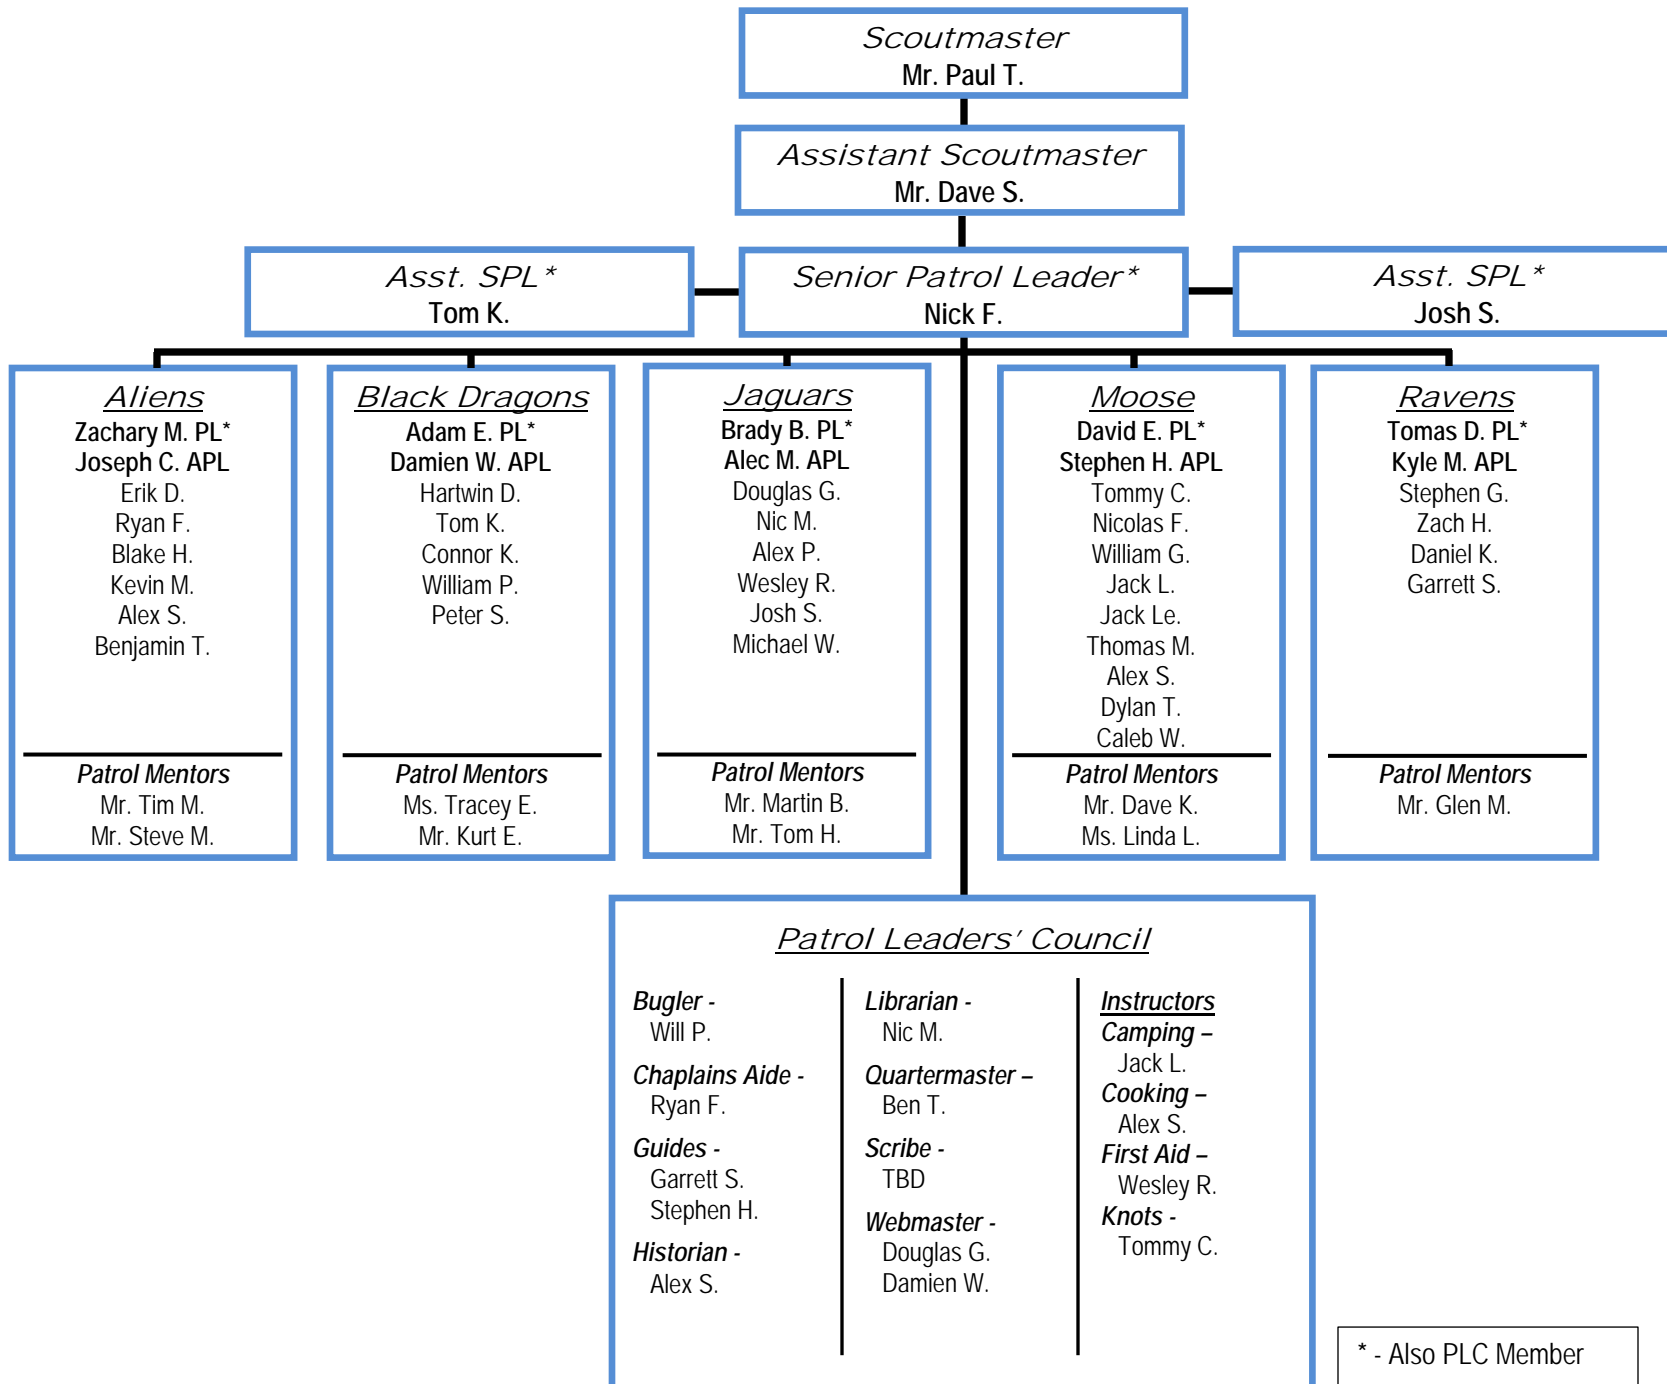 Scoutmaster
Mr. Paul T.
Assistant Scoutmaster
Mr. Dave S.
Asst. SPL*
Tom K.
Senior Patrol Leader*
Nick F.
Asst. SPL*
Josh S.
Aliens
Zachary M. PL*
Joseph C. APL
Erik D.
Ryan F.
Blake H.
Kevin M.
Alex S.
Benjamin T.
Patrol Mentors
Mr. Tim M.
Mr. Steve M.
Black Dragons
Adam E. PL*
Damien W. APL
Hartwin D.
Tom K.
Connor K.
William P.
Peter S.
Patrol Mentors
Ms. Tracey E.
Mr. Kurt E.
Jaguars
Brady B. PL*
Alec M. APL
Douglas G.
Nic M.
Alex P.
Wesley R.
Josh S.
Michael W.
Patrol Mentors
Mr. Martin B.
Mr. Tom H.
Moose
David E. PL*
Stephen H. APL
Tommy C.
Nicolas F.
William G.
Jack L.
Jack Le.
Thomas M.
Alex S.
Dylan T.
Caleb W.
Patrol Mentors
Mr. Dave K.
Ms. Linda L.
Ravens
Tomas D. PL*
Kyle M. APL
Stephen G.
Zach H.
Daniel K.
Garrett S.
Patrol Mentors
Mr. Glen M.
Patrol Leaders' Council
Bugler -
Will P.
Chaplains Aide -
Ryan F.
Guides -
Garrett S.
Stephen H.
Historian -
Alex S.
Librarian -
Nic M.
Quartermaster –
Ben T.
Scribe -
TBD
Webmaster -
Douglas G.
Damien W.
Instructors
Camping –
Jack L.
Cooking –
Alex S.
First Aid –
Wesley R.
Knots -
Tommy C.
* - Also PLC Member